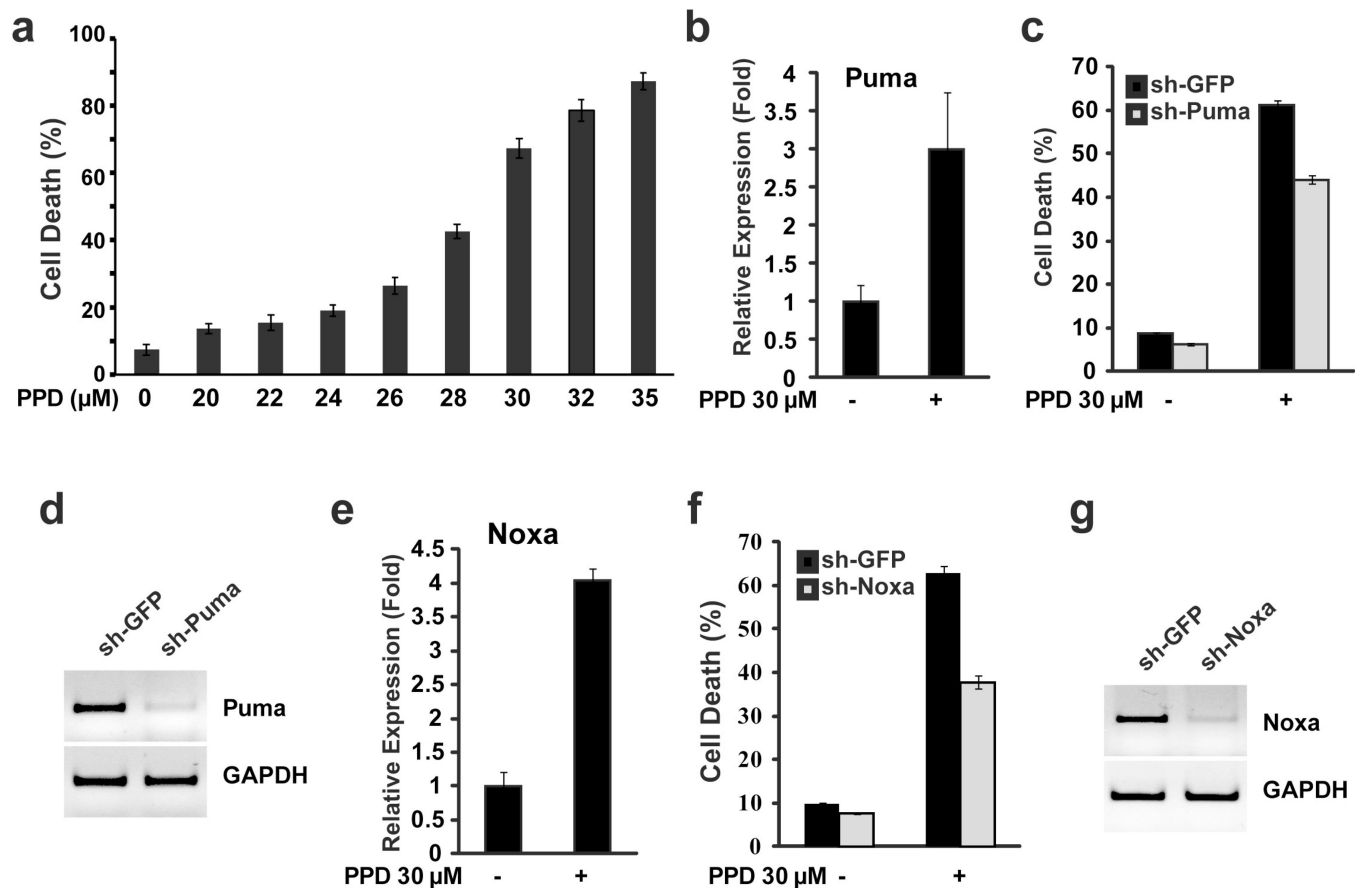 a
100
80
60
40
20
0
Cell Death (%)
PPD (µM) 0 20 22 24 26 28 30 32 35
b
Puma
4
3.5
3
2.5
2
1.5
1
0.5
0
Relative Expression (Fold)
PPD 30 µM - +
c
sh-GFP
sh-Puma
70
60
50
40
30
20
10
0
Cell Death (%)
PPD 30 µM - +
d
sh-GFP sh-Puma
Puma
GAPDH
e
Noxa
4.5
4
3.5
3
2.5
2
1.5
1
0.5
0
Relative Expression (Fold)
PPD 30 µM - +
f
sh-GFP
sh-Noxa
70
60
50
40
30
20
10
0
Cell Death (%)
PPD 30 µM - +
g
sh-GFP sh-Noxa
Noxa
GAPDH